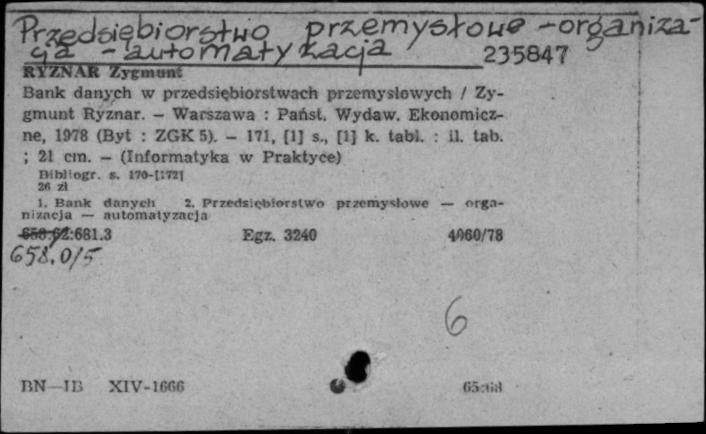 Przedsiębiorstwo przemysłowe - organiza-
cja - automatyzacja 235847
RYZNAR Zygmunt
Bank danych w przedsiębiorstwach przemysłowych / Zy-
gmunt Ryznar. — Warszawa : Państ. Wydaw. Ekonomicz-
ne, 1978 (Byt : ZGK 5). — 171, [1] s., [1] k. tabl. : il. tab.
; 21 cm. — (Informatyka w Praktyce)
Bibliogr. s. 170-[172]
26 zł
1. Bank danych 2. Przedsiębiorstwo przemysłowe — orga-
nizacja — automatyzacja
658.62:681.3 Egz. 3240 4060/78
658.0/5
6
BN—IB XIV-1666